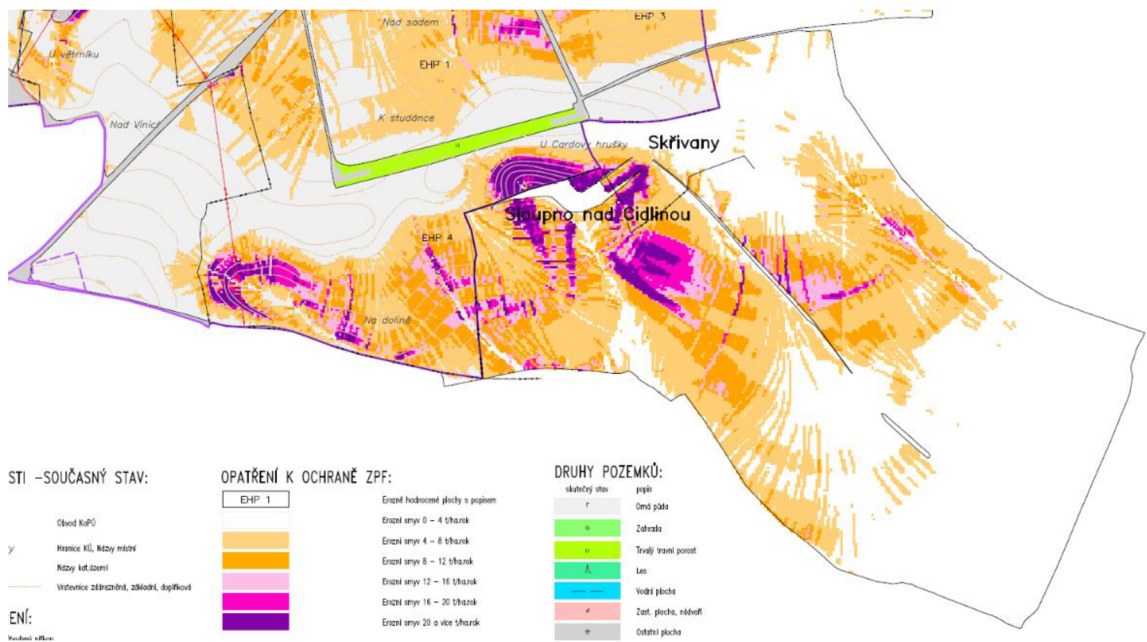 EHP 3
Nad sadem
U větrníku
EHP 1
K studánce
Nad Vinicí
U Cardovy hrušky
Skřivany
Sloupno nad Cidlinou
EHP 4
Na dolině
STI -SOUČASNÝ STAV:
Obvod KoPÚ
Hranice KÚ, Názvy místní
Názvy kat.území
Vrstevnice zdůrazněná, základní, doplňková
ENÍ:
OPATŘENÍ K OCHRANĚ ZPF:
EHP 1
Erozně hodnocené plochy s popisem
Erozní smyv 0 - 4 t/ha.rok
Erozní smyv 4 - 8 t/ha.rok
Erozní smyv 8 - 12 t/ha.rok
Erozní smyv 12 - 16 t/ha.rok
Erozní smyv 16 - 20 t/ha.rok
Erozní smyv 20 a více t/ha.rok
DRUHY POZEMKŮ:
skutečný stav popis
Orná půda
Zahrada
Trvalý travní porost
Les
Vodní plocha
Zast. plocha, nádvoří
Ostatní plocha